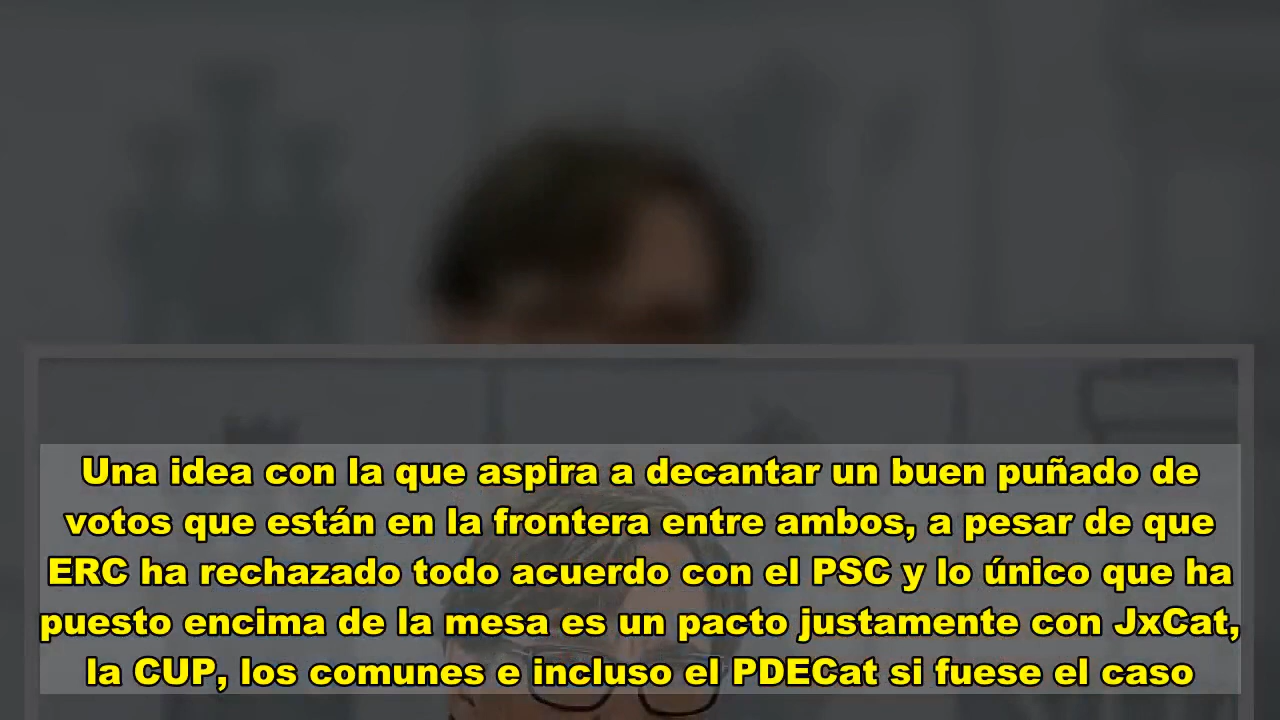 Una idea con la que aspira a decantar un buen puñado de
votos que están en la frontera entre ambos, a pesar de que
ERC ha rechazado todo acuerdo con el PSC y lo único que ha
puesto encima de la mesa es un pacto justamente con JxCat,
la CUP, los comunes e incluso el PDECat si fuese el caso